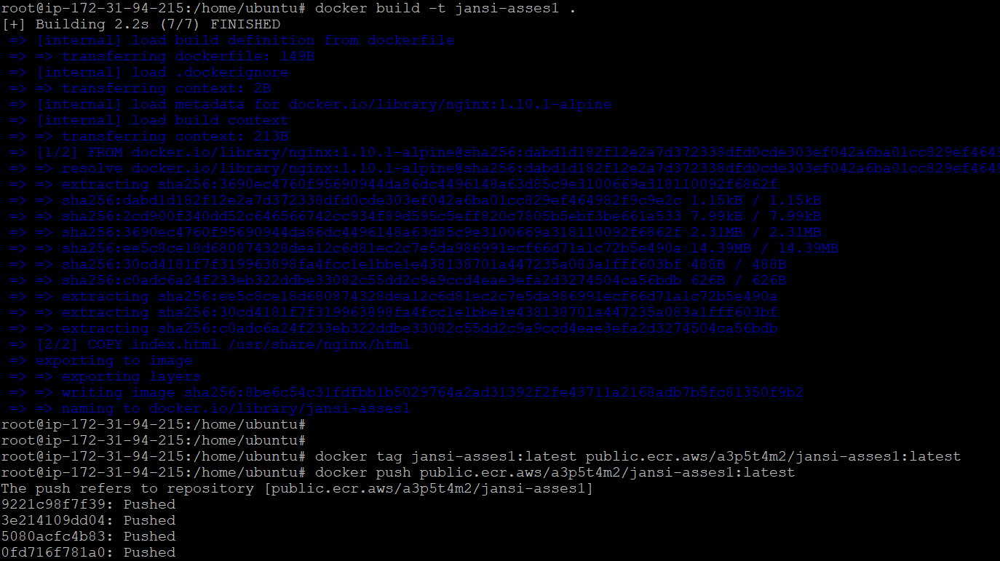 root@ip-172-31-94-215:/home/ubuntu# docker build -t jansi-asses1 .
[+] Building 2.2s (7/7) FINISHED
=> [internal] load build definition from dockerfile
=> => transferring dockerfile: 149B
=> [internal] load .dockerignore
=> => transferring context: 2B
=> [internal] load metadata for docker.io/library/nginx:1.10.1-alpine
=> [internal] load build context
=> => transferring context: 213B
=> [1/2] FROM docker.io/library/nginx:1.10.1-alpine@sha256:dabd1d182f12e2a7d372338dfd0cde303ef042a6ba01cc829ef4649
=> => resolve docker.io/library/nginx:1.10.1-alpine@sha256:dabd1d182f12e2a7d372338dfd0cde303ef042a6ba01cc829ef4649
=> => extracting sha256:3690ec4760f95690944da86dc4496148a63d85c9e3100669a318110092f6862f
=> => sha256:dabd1d182f12e2a7d372338dfd0cde303ef042a6ba01cc829ef464982f9c9e2c 1.15kB / 1.15kB
=> => sha256:2cd900f340dd52c646566742cc934f89d595c5eff820c7805b5ebf3be661a533 7.99kB / 7.99kB
=> => sha256:3690ec4760f95690944da86dc4496148a63d85c9e3100669a318110092f6862f 2.31MB / 2.31MB
=> => sha256:ee5c8ce18d680874328dea12c6d81ec2c7e5da986991ecf66d71a1c72b5e490a 14.39MB / 14.39MB
=> => sha256:30cd4181f7f319963898fa4fcc1e1bbe1e438138701a447235a083a1fff603bf 488B / 488B
=> => sha256:c0adc6a24f233eb322ddbe33082c55dd2c9a9ccd4eae3efa2d3274504ca56bdb 626B / 626B
=> => extracting sha256:ee5c8ce18d680874328dea12c6d81ec2c7e5da986991ecf66d71a1c72b5e490a
=> => extracting sha256:30cd4181f7f319963898fa4fcc1e1bbe1e438138701a447235a083a1fff603bf
=> => extracting sha256:c0adc6a24f233eb322ddbe33082c55dd2c9a9ccd4eae3efa2d3274504ca56bdb
=> [2/2] COPY index.html /usr/share/nginx/html
=> exporting to image
=> => exporting layers
=> => writing image sha256:8be6c54c31fdfbb1b5029764a2ad31392f2fe43711a2168adb7b5fc81350f9b2
=> => naming to docker.io/library/jansi-asses1
root@ip-172-31-94-215:/home/ubuntu#
root@ip-172-31-94-215:/home/ubuntu#
root@ip-172-31-94-215:/home/ubuntu# docker tag jansi-asses1:latest public.ecr.aws/a3p5t4m2/jansi-asses1:latest
root@ip-172-31-94-215:/home/ubuntu# docker push public.ecr.aws/a3p5t4m2/jansi-asses1:latest
The push refers to repository [public.ecr.aws/a3p5t4m2/jansi-asses1]
9221c98f7f39: Pushed
3e214109dd04: Pushed
5080acfc4b83: Pushed
0fd716f781a0: Pushed